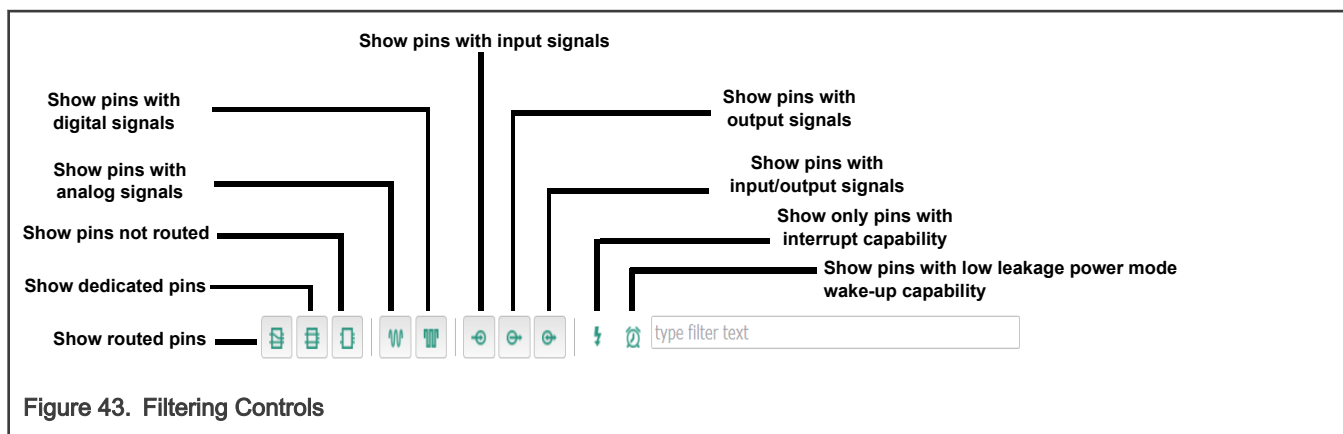 Show pins with input signals
Show pins with
digital signals
Show pins with
output signals
Show pins with
analog signals
Show pins with
input/output signals
Show pins not routed
Show only pins with
interrupt capability
Show dedicated pins
Show pins with low leakage power mode
wake-up capability
Show routed pins
type filter text
Figure 43. Filtering Controls